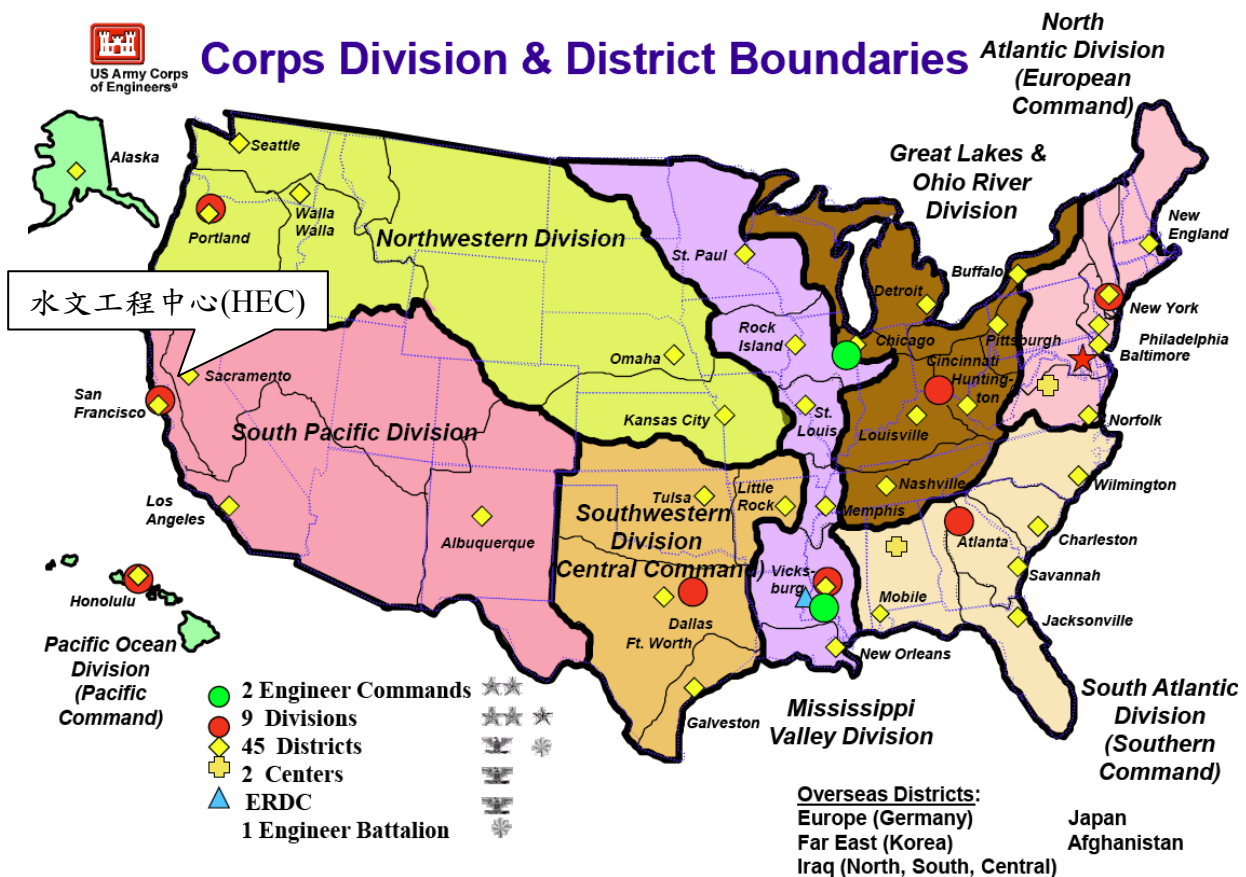 US Army Corps
of Engineers®
Corps Division & District Boundaries
North
Atlantic Division
(European
Command)
Great Lakes &
Ohio River
Division
Alaska
Seattle
Walla
Walla
Portland
Northwestern Division
St. Paul
New
England
Buffalo
Detroit
水文工程中心(HEC)
New York
Rock
Island
Chicago
Pittsburgh
Philadelphia
Omaha
Baltimore
Cincinnati
Hunting-
ton
Sacramento
San
Francisco
South Pacific Division
Kansas City
St.
Louis
Louisville
Norfolk
Nashville
Wilmington
Los
Angeles
Albuquerque
Tulsa
Little
Rock
Memphis
Southwestern
Division
Central Command)
Atlanta
Charleston
Vicks-
burg
Savannah
Honolulu
Mobile
Jacksonville
Dallas
Ft. Worth
New Orleans
Pacific Ocean
Division
(Pacific
Command)
Galveston
Mississippi
Valley Division
South Atlantic
Division
(Southern
Command)
2 Engineer Commands
9 Divisions
45 Districts
2 Centers
ERDC
1 Engineer Battalion
Overseas Districts:
Europe (Germany) Japan
Far East (Korea) Afghanistan
Iraq (North, South, Central)